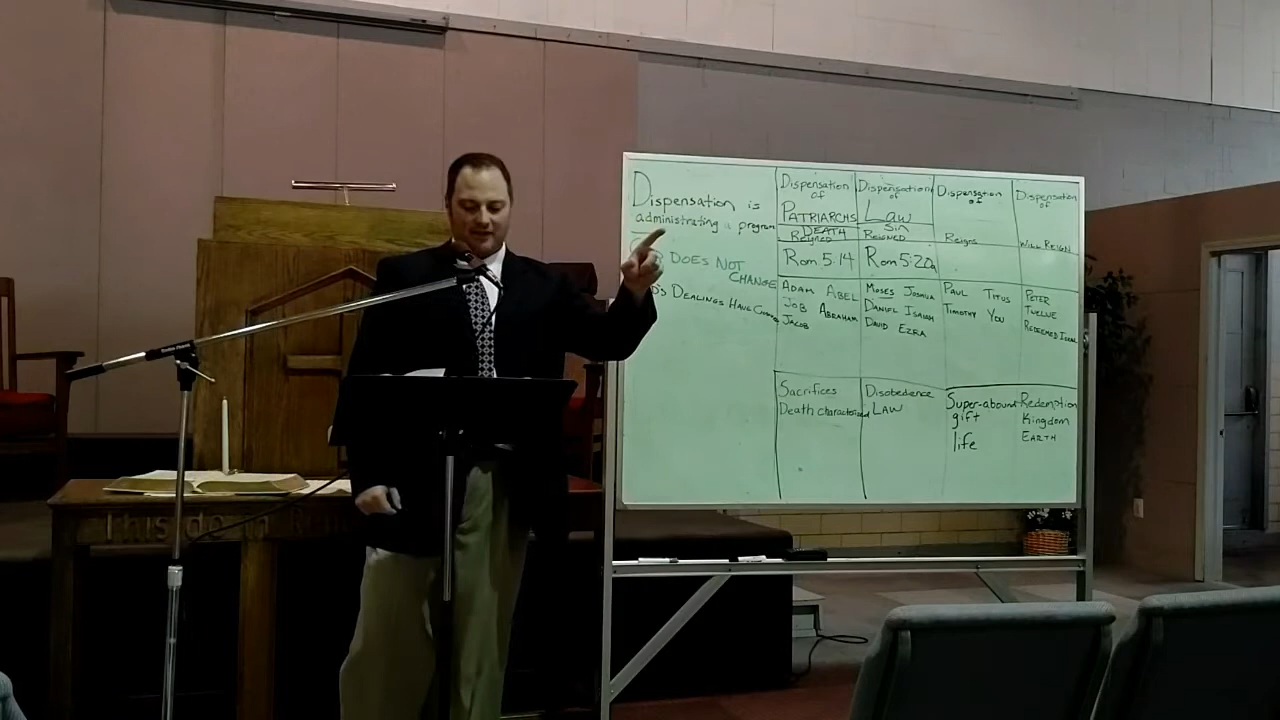 Dispensation is
administrating a program
DOES NOT
CHANGE
DEALINGS HAVE
Dispensation
of
PATRIARCHS
DEATH
REIGNED
Rom 5:14
ADAM ABEL
JOB ABRAHAM
JACOB
Sacrifices
Death characterized
Dispensation
of
Law
Sin
REIGNED
Rom 5:20a
MOSES JOSHUA
DANIEL ISAIAH
DAVID EZRA
Disobedience
LAW
Dispensation
of
Reigns
PAUL TITUS
TIMOTHY YOU
Super-abound
gift
life
Dispensation
of
WILL REIGN
PETER
TWELVE
REDEEMED
Redemption
Kingdom
EARTH
This do in